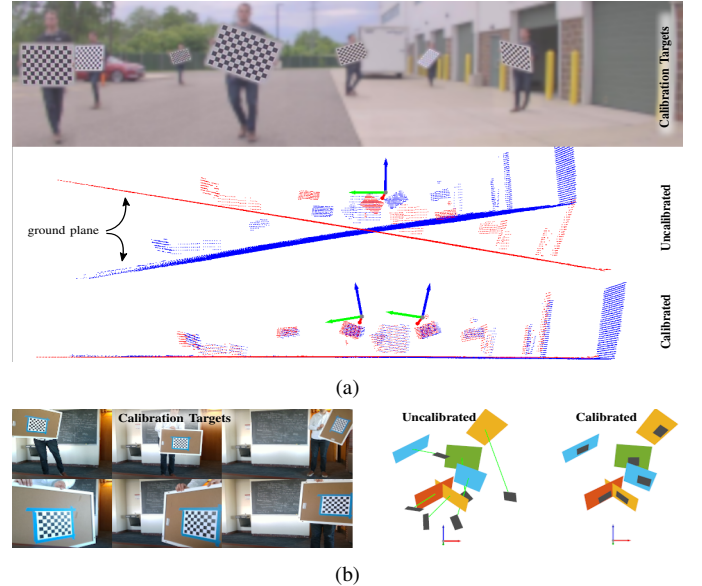 Calibration Targets
ground plane
Uncalibrated
Calibrated
(a)
Calibration Targets
Uncalibrated
Calibrated
(b)